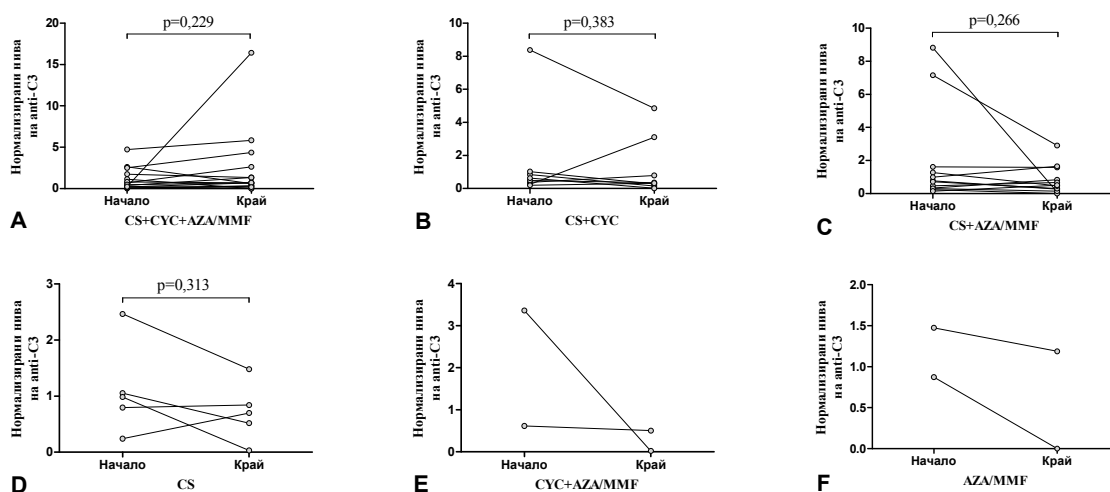 p=0,229
20
15
10
5
0
Нормализирани нива
на anti-C3
Начало
Край
A
CS+CYC+AZA/MMF
p=0,383
10
8
6
4
2
0
Нормализирани нива
на anti-C3
Начало
Край
B
CS+CYC
p=0,266
10
8
6
4
2
0
Нормализирани нива
на anti-C3
Начало
Край
C
CS+AZA/MMF
p=0,313
3
2
1
0
Нормализирани нива
на anti-C3
Начало
Край
D
CS
4
3
2
1
0
Нормализирани нива
на anti-C3
Начало
Край
E
CYC+AZA/MMF
2.0
1.5
1.0
0.5
0.0
Нормализирани нива
на anti-C3
Начало
Край
F
AZA/MMF